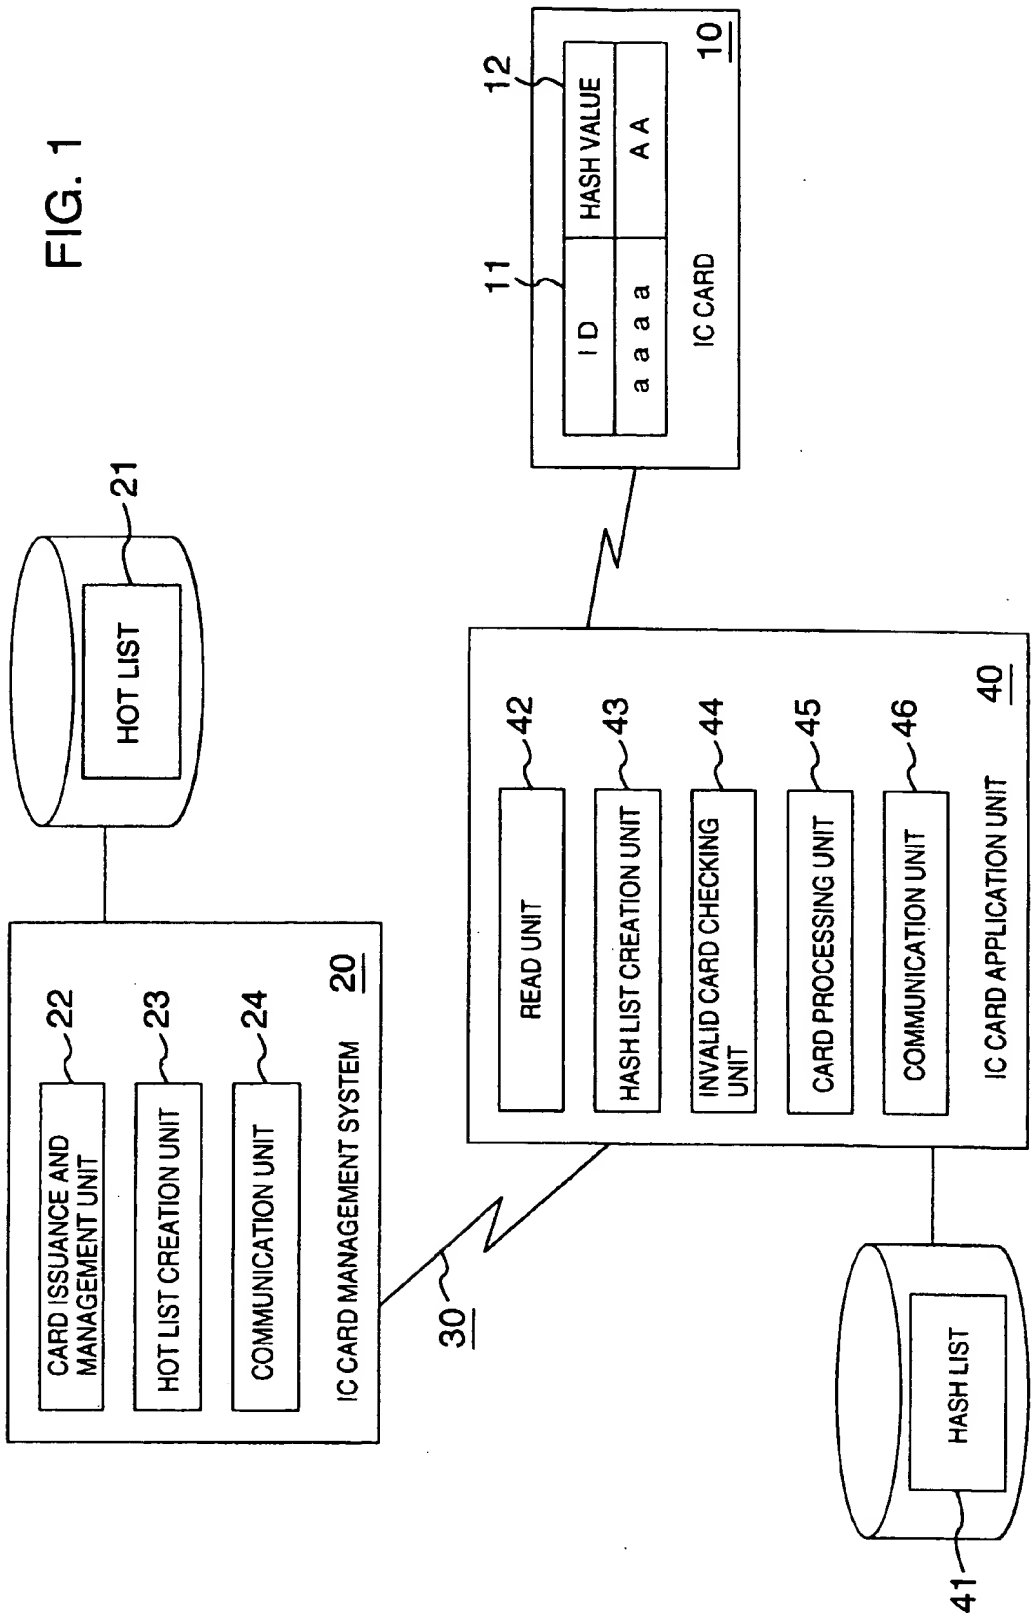 FIG. 1
CARD ISSUANCE AND
MANAGEMENT UNIT
22
HOT LIST CREATION UNIT
23
COMMUNICATION UNIT
24
IC CARD MANAGEMENT SYSTEM
20
HOT LIST
21
30
READ UNIT
42
HASH LIST CREATION UNIT
43
INVALID CARD CHECKING
UNIT
44
CARD PROCESSING UNIT
45
COMMUNICATION UNIT
46
IC CARD APPLICATION UNIT
40
HASH LIST
41
11
12
ID
HASH VALUE
a a a a
A A
IC CARD
10